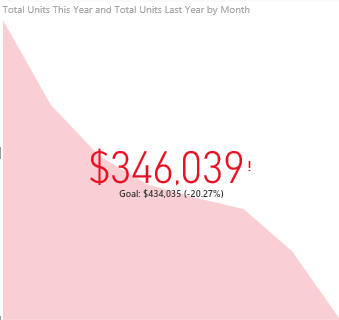 Total Units This Year and Total Units Last Year by Month
$346,039!
Goal: $434,035 (-20.27%)